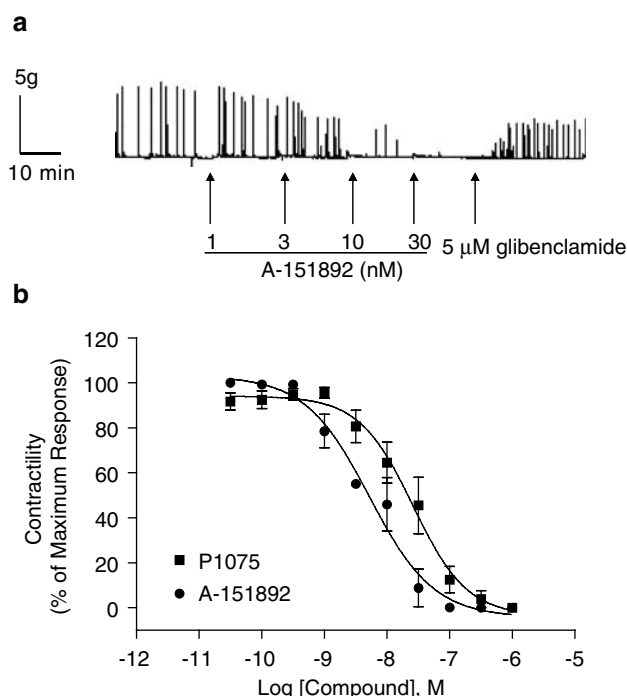 a
5g
10 min
1 3 10 30 5 μM glibenclamide
A-151892 (nM)
b
Contractility
(% of Maximum Response)
120
100
80
60
40
20
0
P1075
A-151892
-12 -11 -10 -9 -8 -7 -6 -5
Log [Compound], M